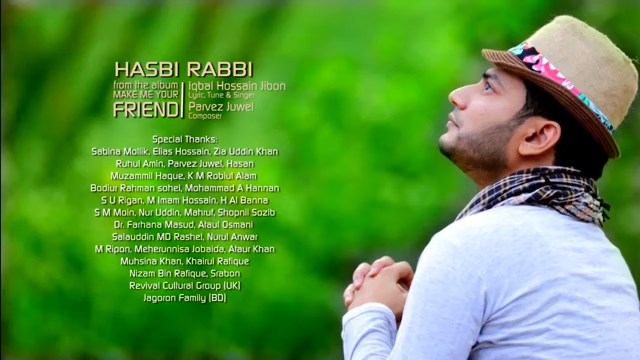 HASBI RABBI
from the album
MAKE ME YOUR
FRIEND
Iqbal Hossain Jibon
Lyric, Tune & Singer
Parvez Juwel
Composer
Special Thanks:
Sabina Mollik, Elias Hossain, Zia Uddin Khan
Ruhul Amin, Parvez Juwel, Hasan
Muzammil Haque, K M Robiul Alam
Badiur Rahman sohel, Mohammad A Hannan
S U Rigan, M Imam Hossain, H Al Banna
S M Moin, Nur Uddin, Mahruf, Shopnil Sozib
Dr. Farhana Masud, Ataul Osmani
Salauddin MD Rashel, Nurul Anwar
M Ripon, Meherunnisa Jobaida, Ataur Khan
Muhsina Khan, Khairul Rafique
Nizam Bin Rafique, Srabon
Revival Cultural Group (UK)
Jagoron Family (BD)